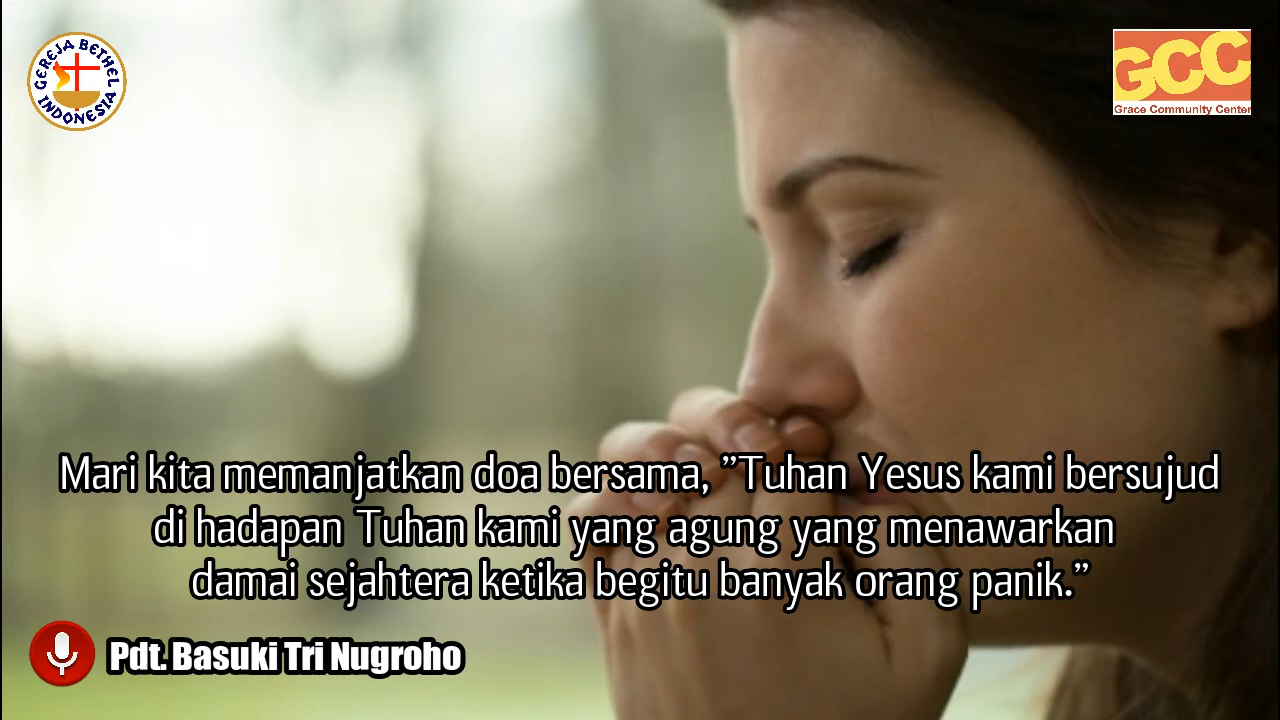 GEREJA BETHEL
INDONESIA
GCC
Grace Community Center
Mari kita memanjatkan doa bersama, ”Tuhan Yesus kami bersujud
di hadapan Tuhan kami yang agung yang menawarkan
damai sejahtera ketika begitu banyak orang panik.”
Pdt. Basuki Tri Nugroho